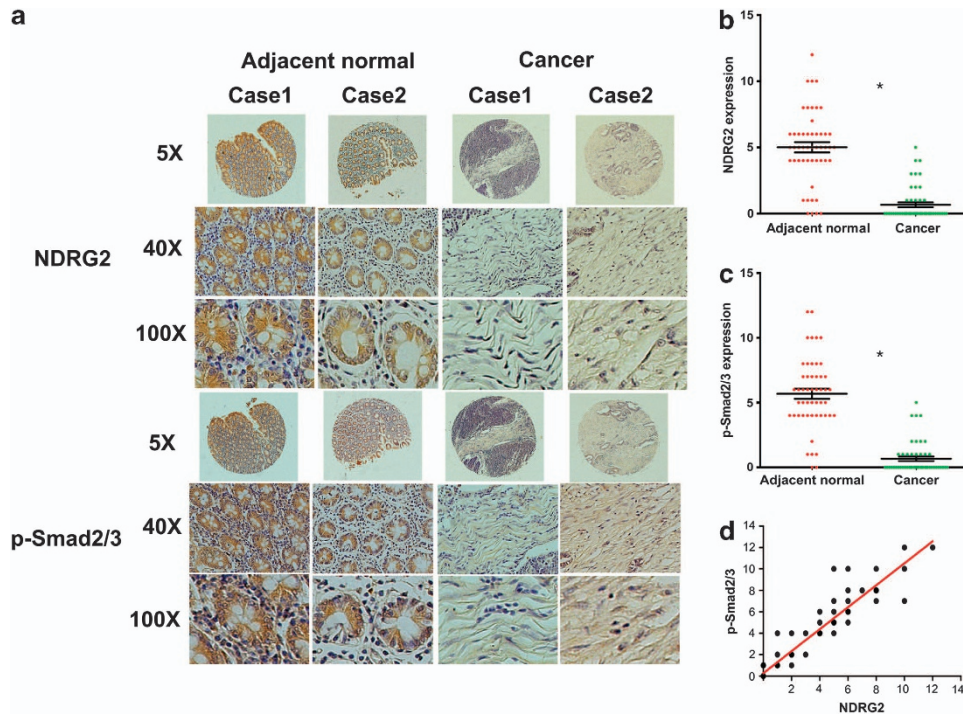 a
Adjacent normal
Cancer
Case1
Case2
Case1
Case2
5X
NDRG2
40X
100X
5X
p-Smad2/3
40X
100X
b
NDRG2 expression
15
10
5
0
*
Adjacent normal
Cancer
c
p-Smad2/3 expression
15
10
5
0
*
Adjacent normal
Cancer
d
p-Smad2/3
14
12
10
8
6
4
2
0
2 4 6 8 10 12 14
NDRG2